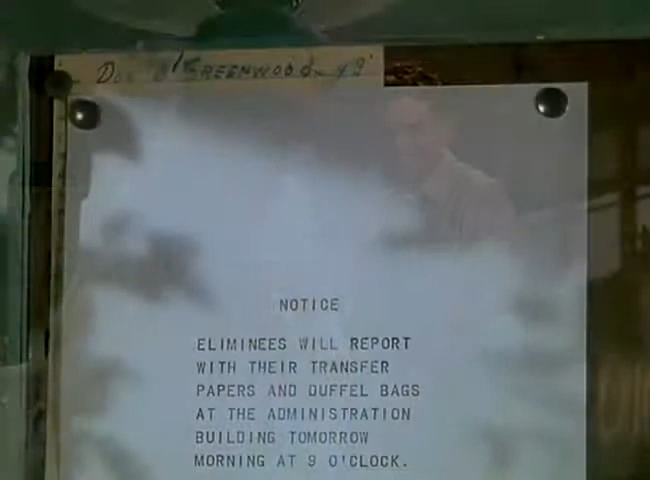 GREENWOOD
NOTICE
ELIMINEES WILL REPORT
WITH THEIR TRANSFER
PAPERS AND DUFFEL BAGS
AT THE ADMINISTRATION
BUILDING TOMORROW
MORNING AT 9 O'CLOCK.